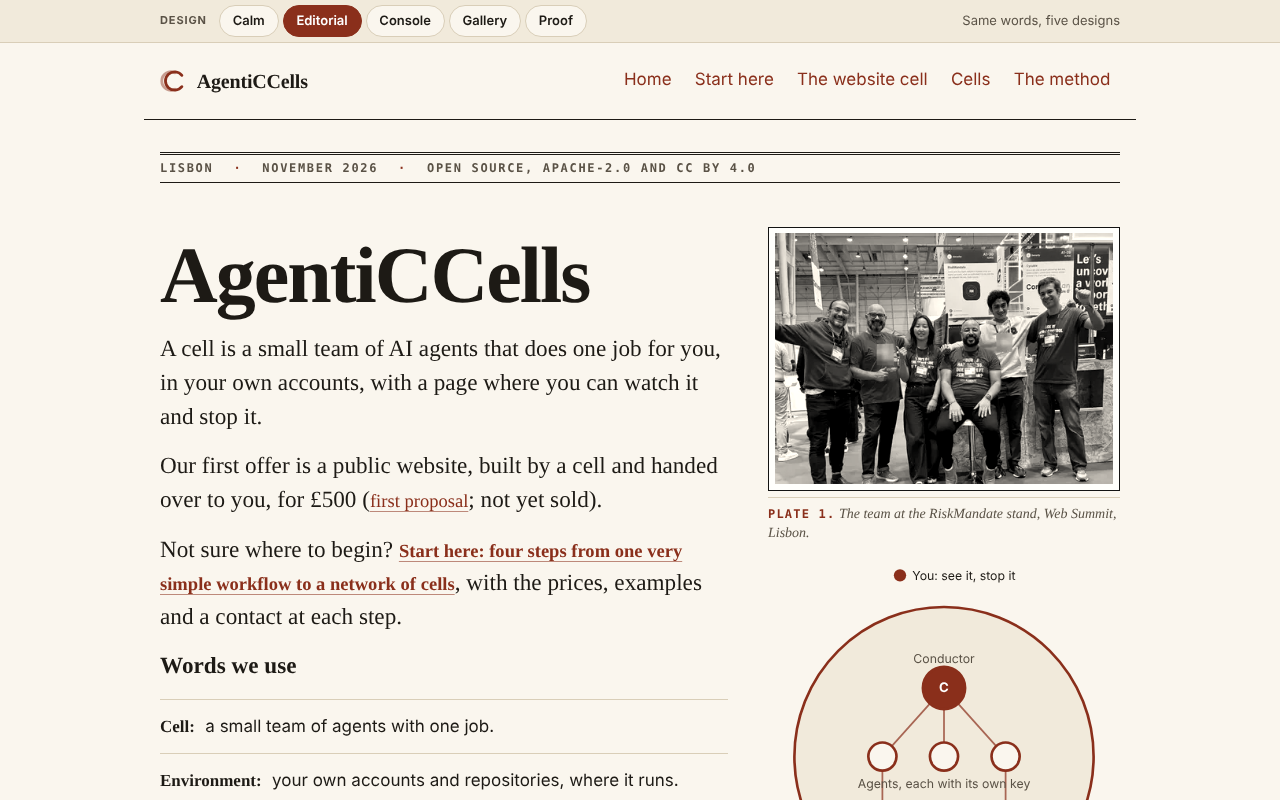 DESIGN Calm Editorial Console Gallery Proof Same words, five designs
AgentiCCells Home Start here The website cell Cells The method
LISBON · NOVEMBER 2026 · OPEN SOURCE, APACHE-2.0 AND CC BY 4.0
AgentiCCells
A cell is a small team of AI agents that does one job for you,
in your own accounts, with a page where you can watch it
and stop it.
Our first offer is a public website, built by a cell and handed
over to you, for £500 (first proposal; not yet sold).
Not sure where to begin? Start here: four steps from one very
simple workflow to a network of cells, with the prices, examples
and a contact at each step.
Words we use
Cell: a small team of agents with one job.
Environment: your own accounts and repositories, where it runs.
Let's
PLATE 1. The team at the RiskMandate stand, Web Summit,
Lisbon.
You: see it, stop it
Conductor
C
Agents, each with its own key